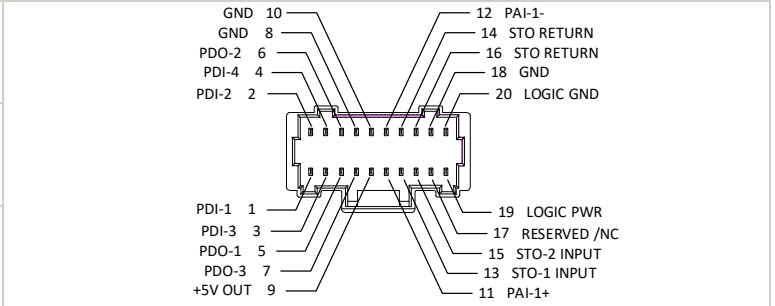 GND 10
GND 8
PDO-2 6
PDI-4 4
PDI-2 2
12 PAI-1-
14 STO RETURN
16 STO RETURN
18 GND
20 LOGIC GND
PDI-1 1
PDI-3 3
PDO-1 5
PDO-3 7
+5V OUT 9
19 LOGIC PWR
17 RESERVED /NC
15 STO-2 INPUT
13 STO-1 INPUT
11 PAI-1+